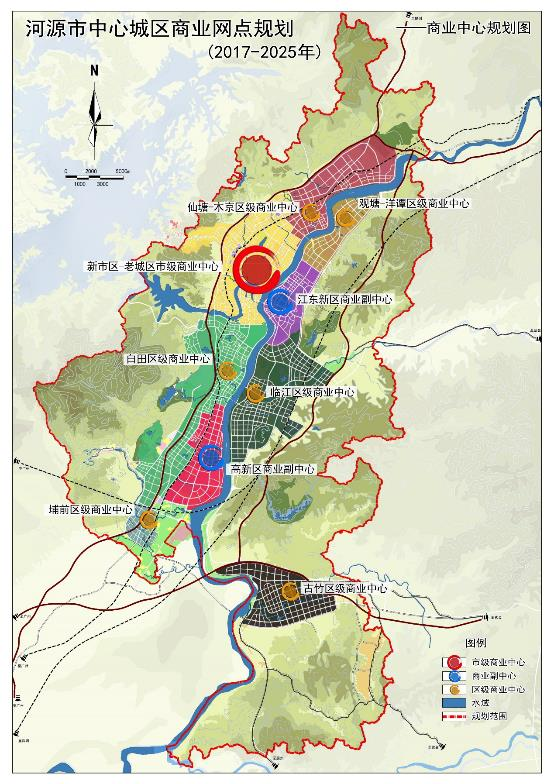 河源市中心城区商业网点规划
(2017-2025年)
商业中心规划图
N
0 2000 5000m
1000 3000
仙塘-木京区级商业中心
观塘-洋潭区级商业中心
新市区-老城区市级商业中心
江东新区商业副中心
白田区级商业中心
临江区级商业中心
高新区商业副中心
埔前区级商业中心
古竹区级商业中心
图例
市级商业中心
商业副中心
区级商业中心
水域
规划范围